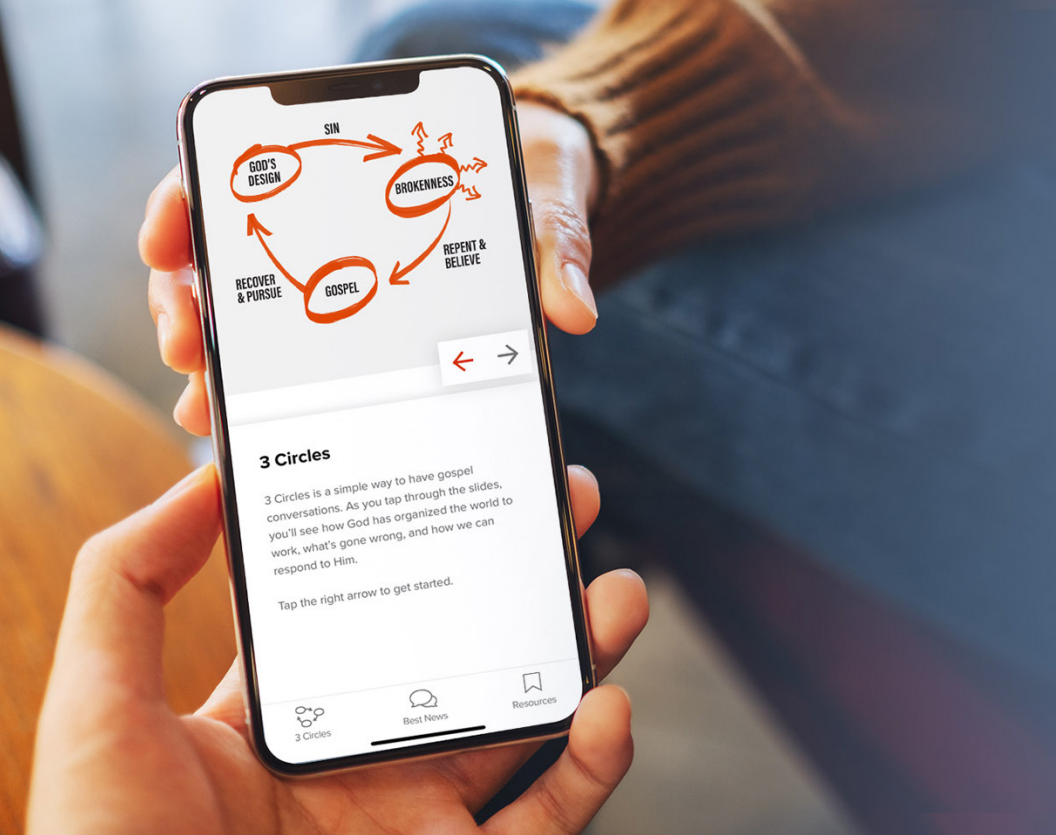 SIN
GOD'S
DESIGN
BROKENNESS
REPENT &
BELIEVE
RECOVER
& PURSUE
GOSPEL
3 Circles
3 Circles is a simple way to have gospel
conversations. As you tap through the slides,
you'll see how God has organized the world to
work, what's gone wrong, and how we can
respond to Him.
Tap the right arrow to get started.
3 Circles
Best News
Resources